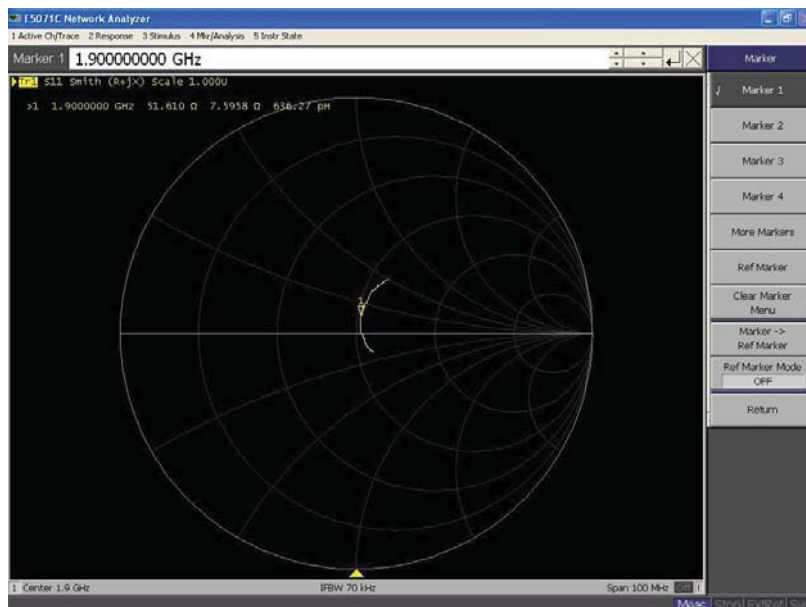 E5071C Network Analyzer
1 Active Ch/Trace 2 Response 3 Stimulus 4 Mkr/Analysis 5 Instr State
Marker 1 1.900000000 GHz
Tr1 S11 Smith (R+jX) Scale 1.000U
>1 1.9000000 GHz 51.610 Ω 7.5958 Ω 636.27 pH
1
Marker
Marker 1
Marker 2
Marker 3
Marker 4
More Markers
Ref Marker
Clear Marker
Menu
Marker ->
Ref Marker
Ref Marker Mode
OFF
Return
1 Center 1.9 GHz IFBW 70 kHz Span 100 MHz Off !
Meas Stop ExtRef